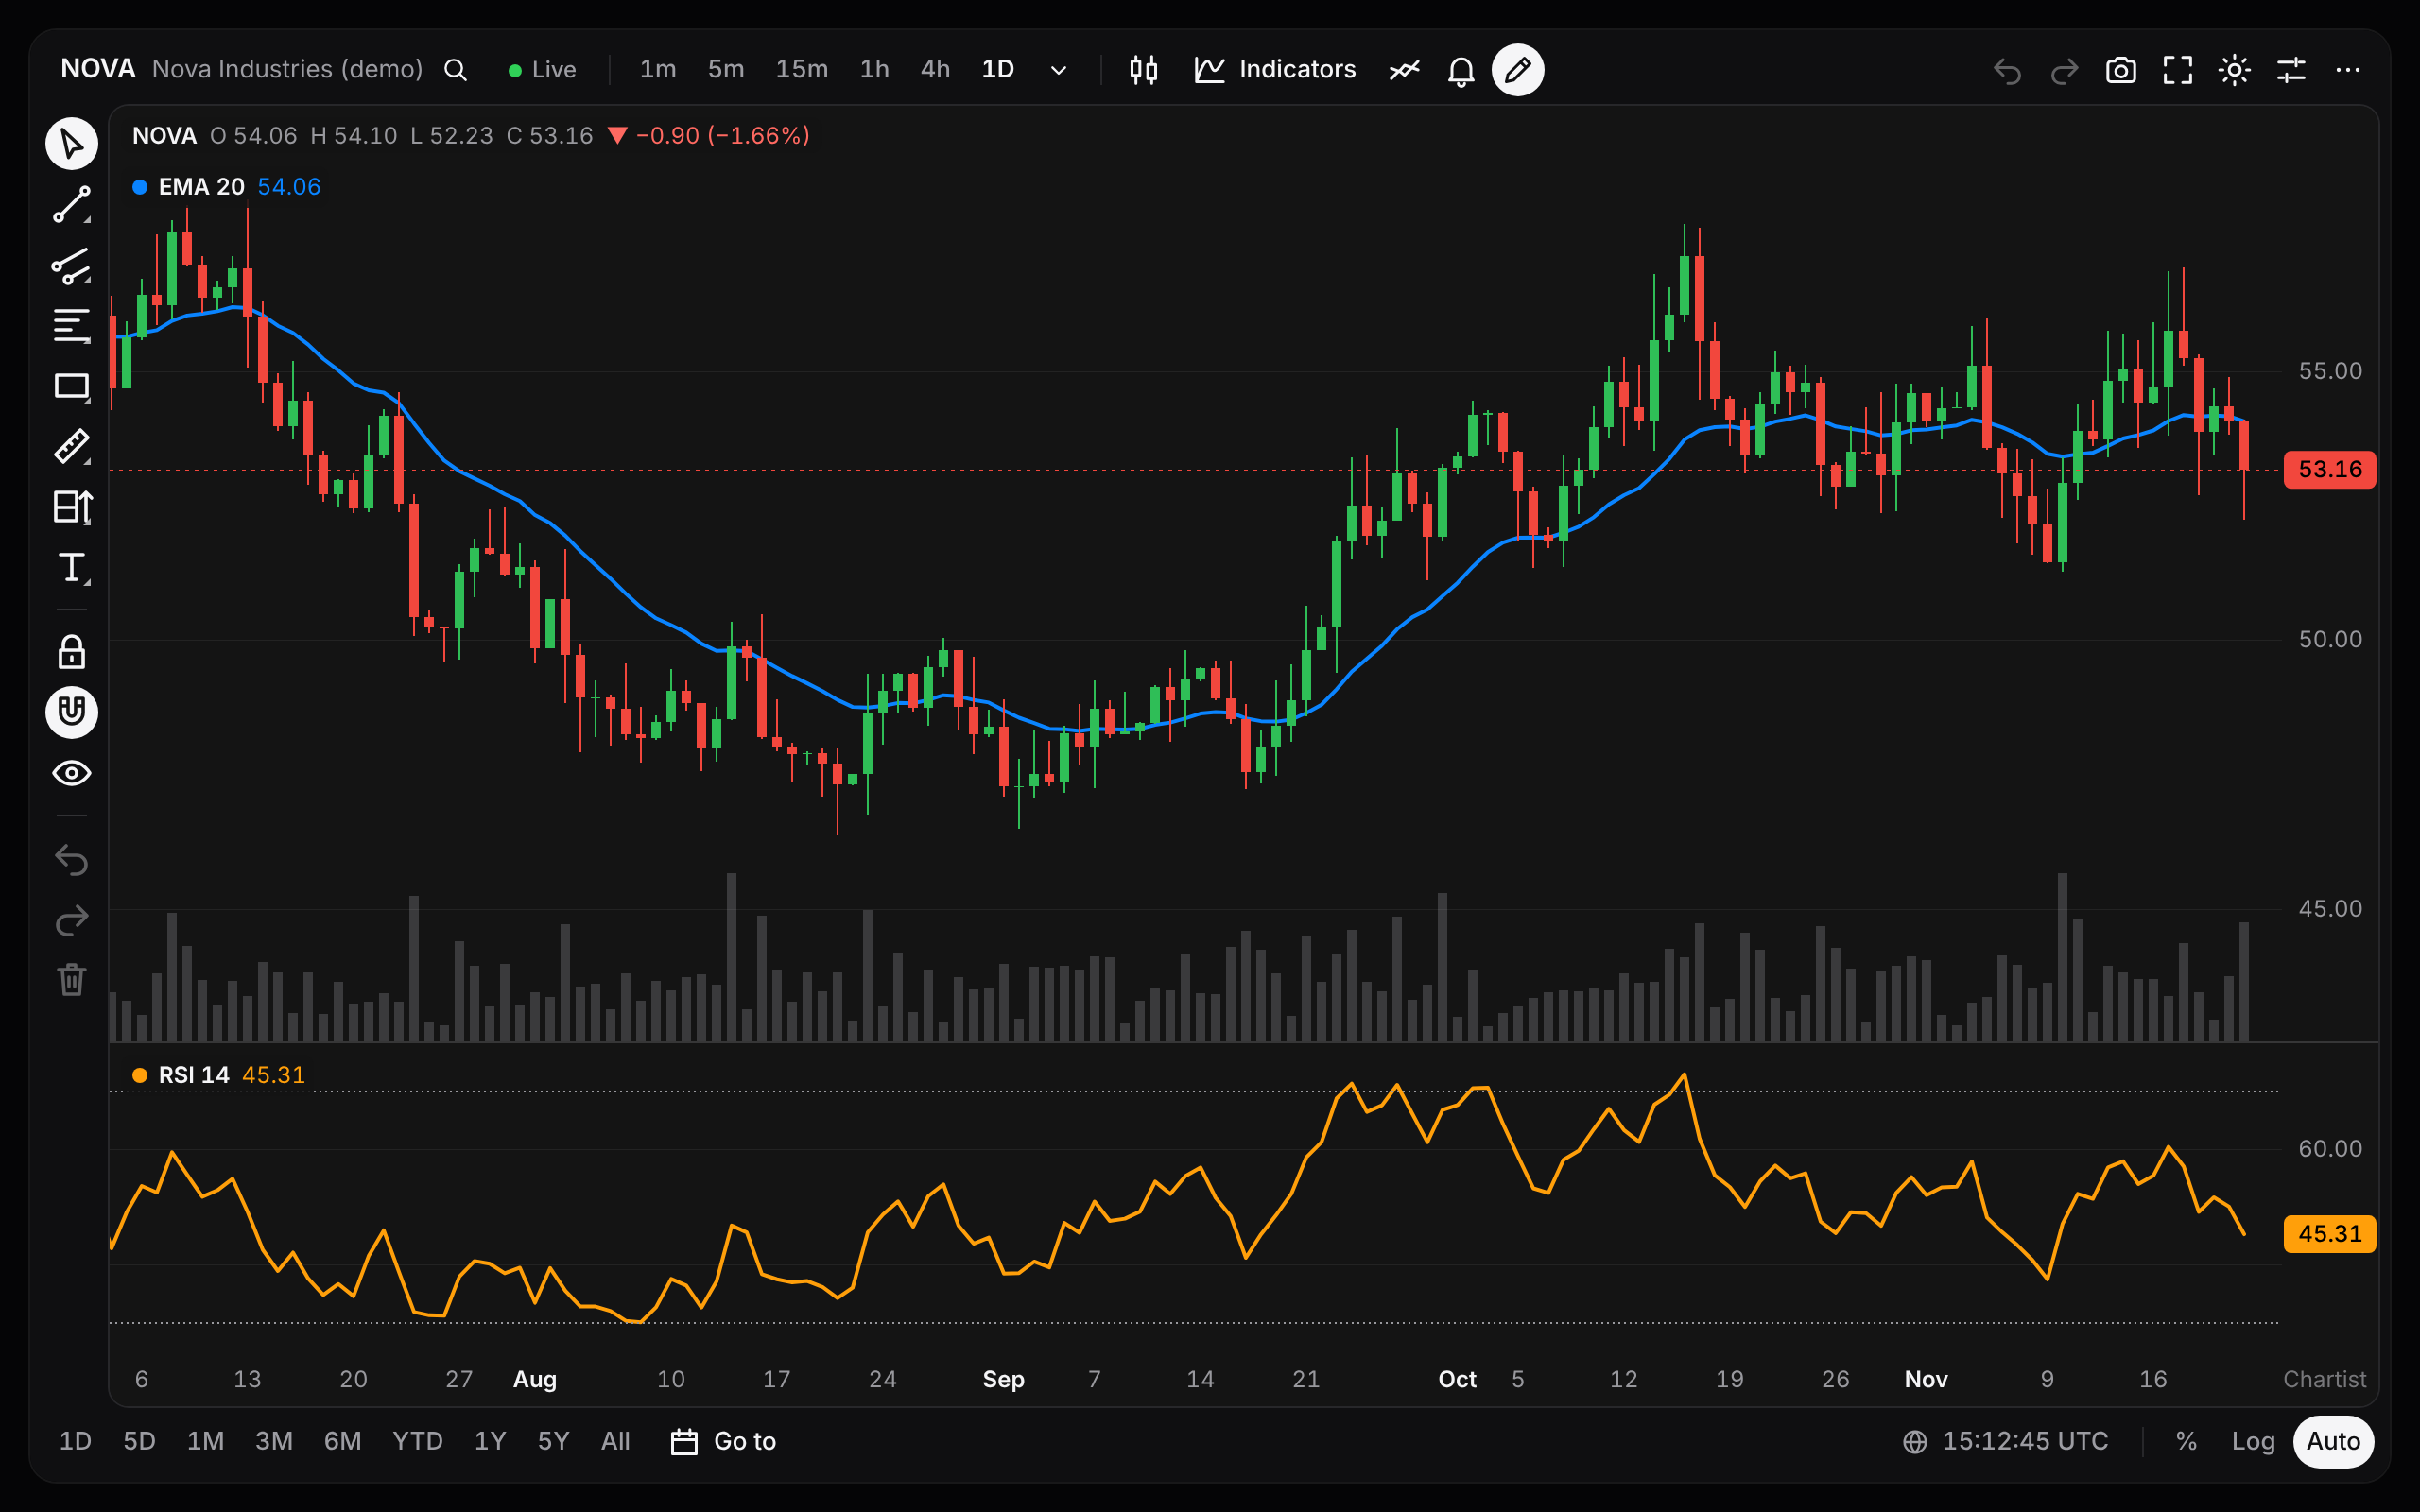 NOVA Nova Industries (demo) Live 1m 5m 15m 1h 4h 1D Indicators
NOVA O 54.06 H 54.10 L 52.23 C 53.16 ▼ −0.90 (−1.66%)
EMA 20 54.06
55.00
53.16
50.00
45.00
RSI 14 45.31
60.00
45.31
6 13 20 27 Aug 10 17 24 Sep 7 14 21 Oct 5 12 19 26 Nov 9 16 Chartist
1D 5D 1M 3M 6M YTD 1Y 5Y All Go to 15:12:45 UTC % Log Auto